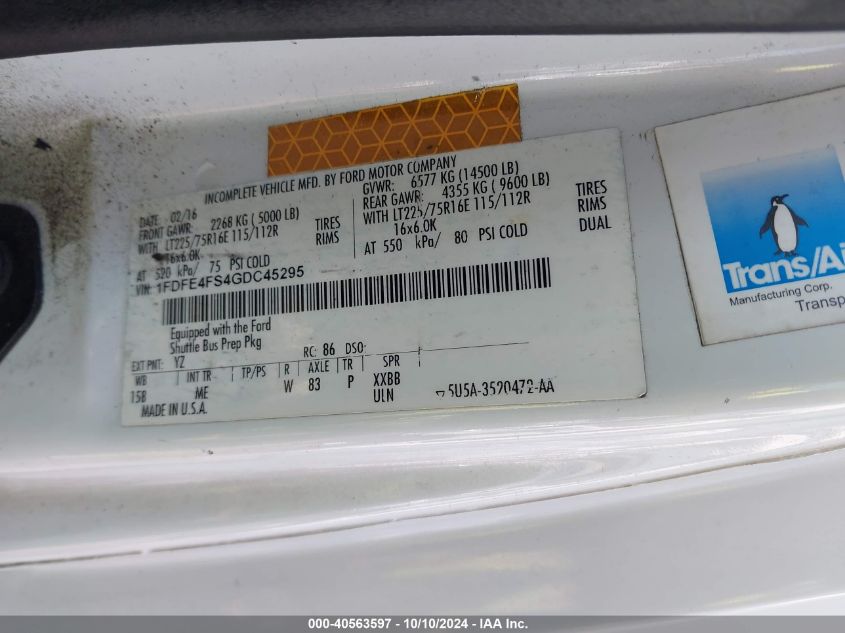 INCOMPLETE VEHICLE MFD. BY FORD MOTOR COMPANY
DATE: 02/16 GVWR: 6577 KG (14500 LB)
FRONT GAWR: 2268 KG ( 5000 LB) REAR GAWR: 4355 KG ( 9600 LB)
WITH LT225/75R16E 115/112R TIRES WITH LT225/75R16E 115/112R TIRES
16x6.0K RIMS 16x6.0K RIMS
AT 520 kPa/ 75 PSI COLD AT 550 kPa/ 80 PSI COLD DUAL
VIN: 1FDFE4FS4GDC45295
Equipped with the Ford
Shuttle Bus Prep Pkg
EXT PNT: YZ RC: 86 DSO:
WB INT TR TP/PS R AXLE TR SPR
158 ME W 83 P XXBB
ULN
MADE IN U.S.A. 5U5A-3520472-AA
Trans/Ai
Manufacturing Corp.
Transp
000-40563597 - 10/10/2024 - IAA Inc.